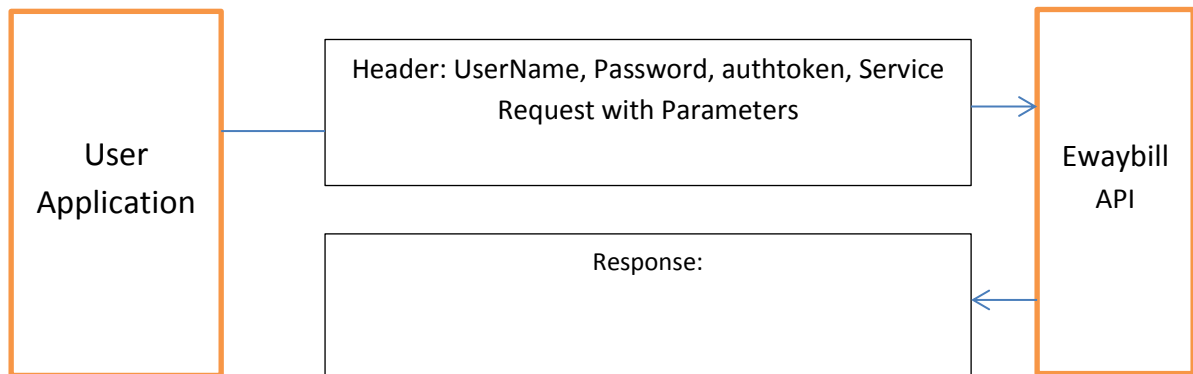 User
Application
Header: UserName, Password, authtoken, Service
Request with Parameters
Ewaybill
API
Response: